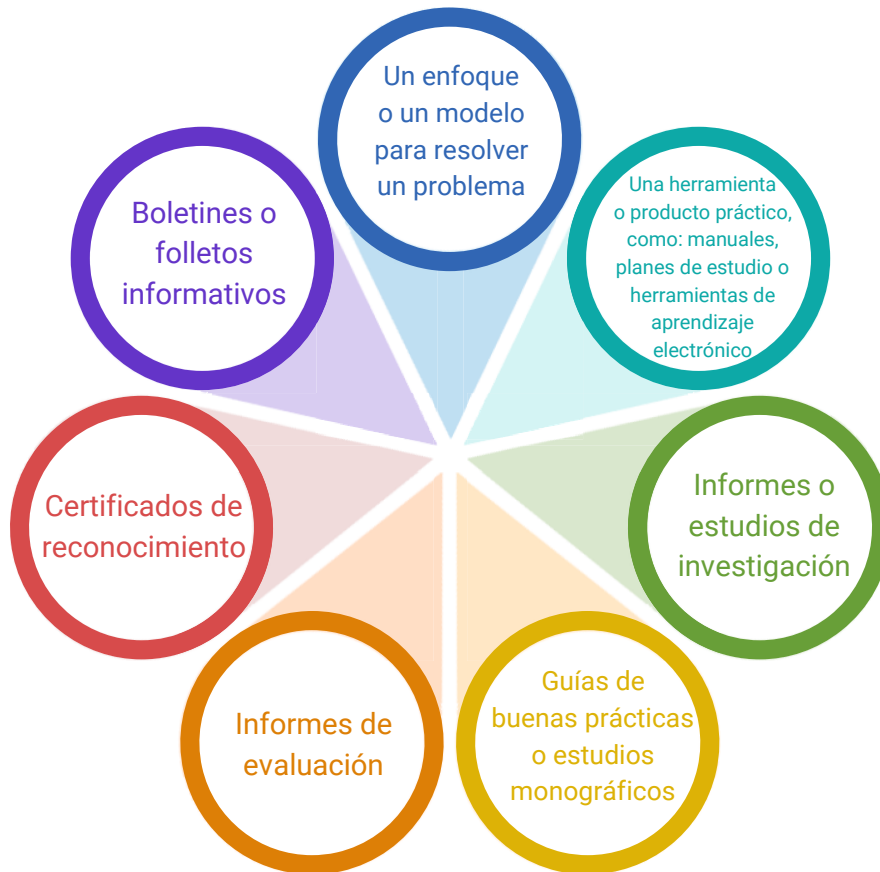 Un enfoque
o un modelo
para resolver
un problema
Una herramienta
o producto práctico,
como: manuales,
planes de estudio o
herramientas de
aprendizaje
electrónico
Informes o
estudios de
investigación
Guías de
buenas prácticas
o estudios
monográficos
Informes de
evaluación
Certificados de
reconocimiento
Boletines o
folletos
informativos